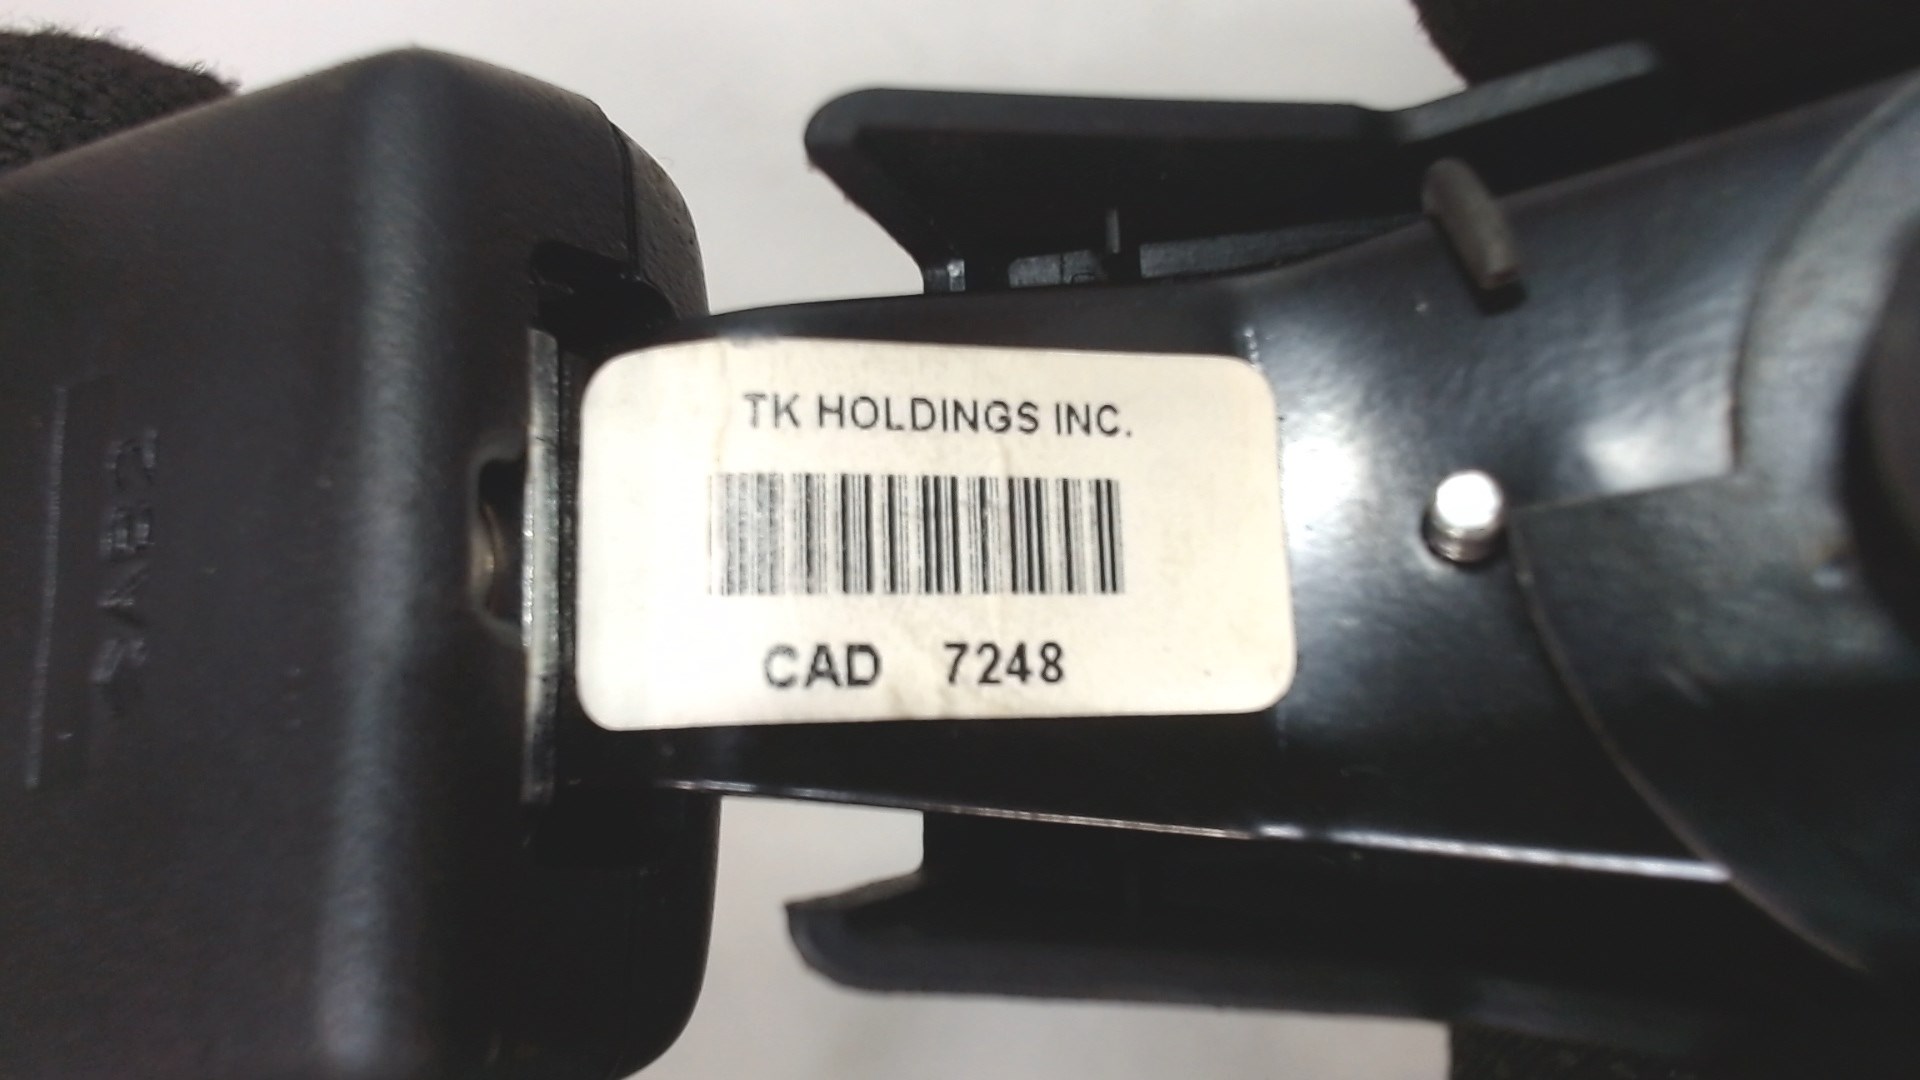 TK HOLDINGS INC.
CAD 7248